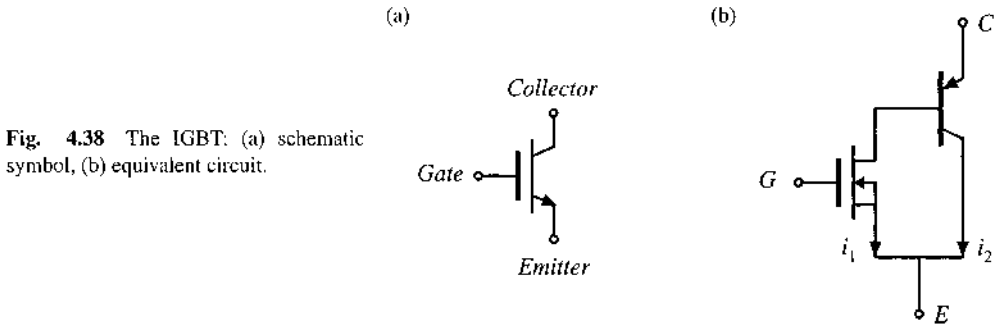 (a)
(b)
C
Collector
Fig. 4.38 The IGBT: (a) schematic
symbol, (b) equivalent circuit.
Gate
G
i1
i2
Emitter
E